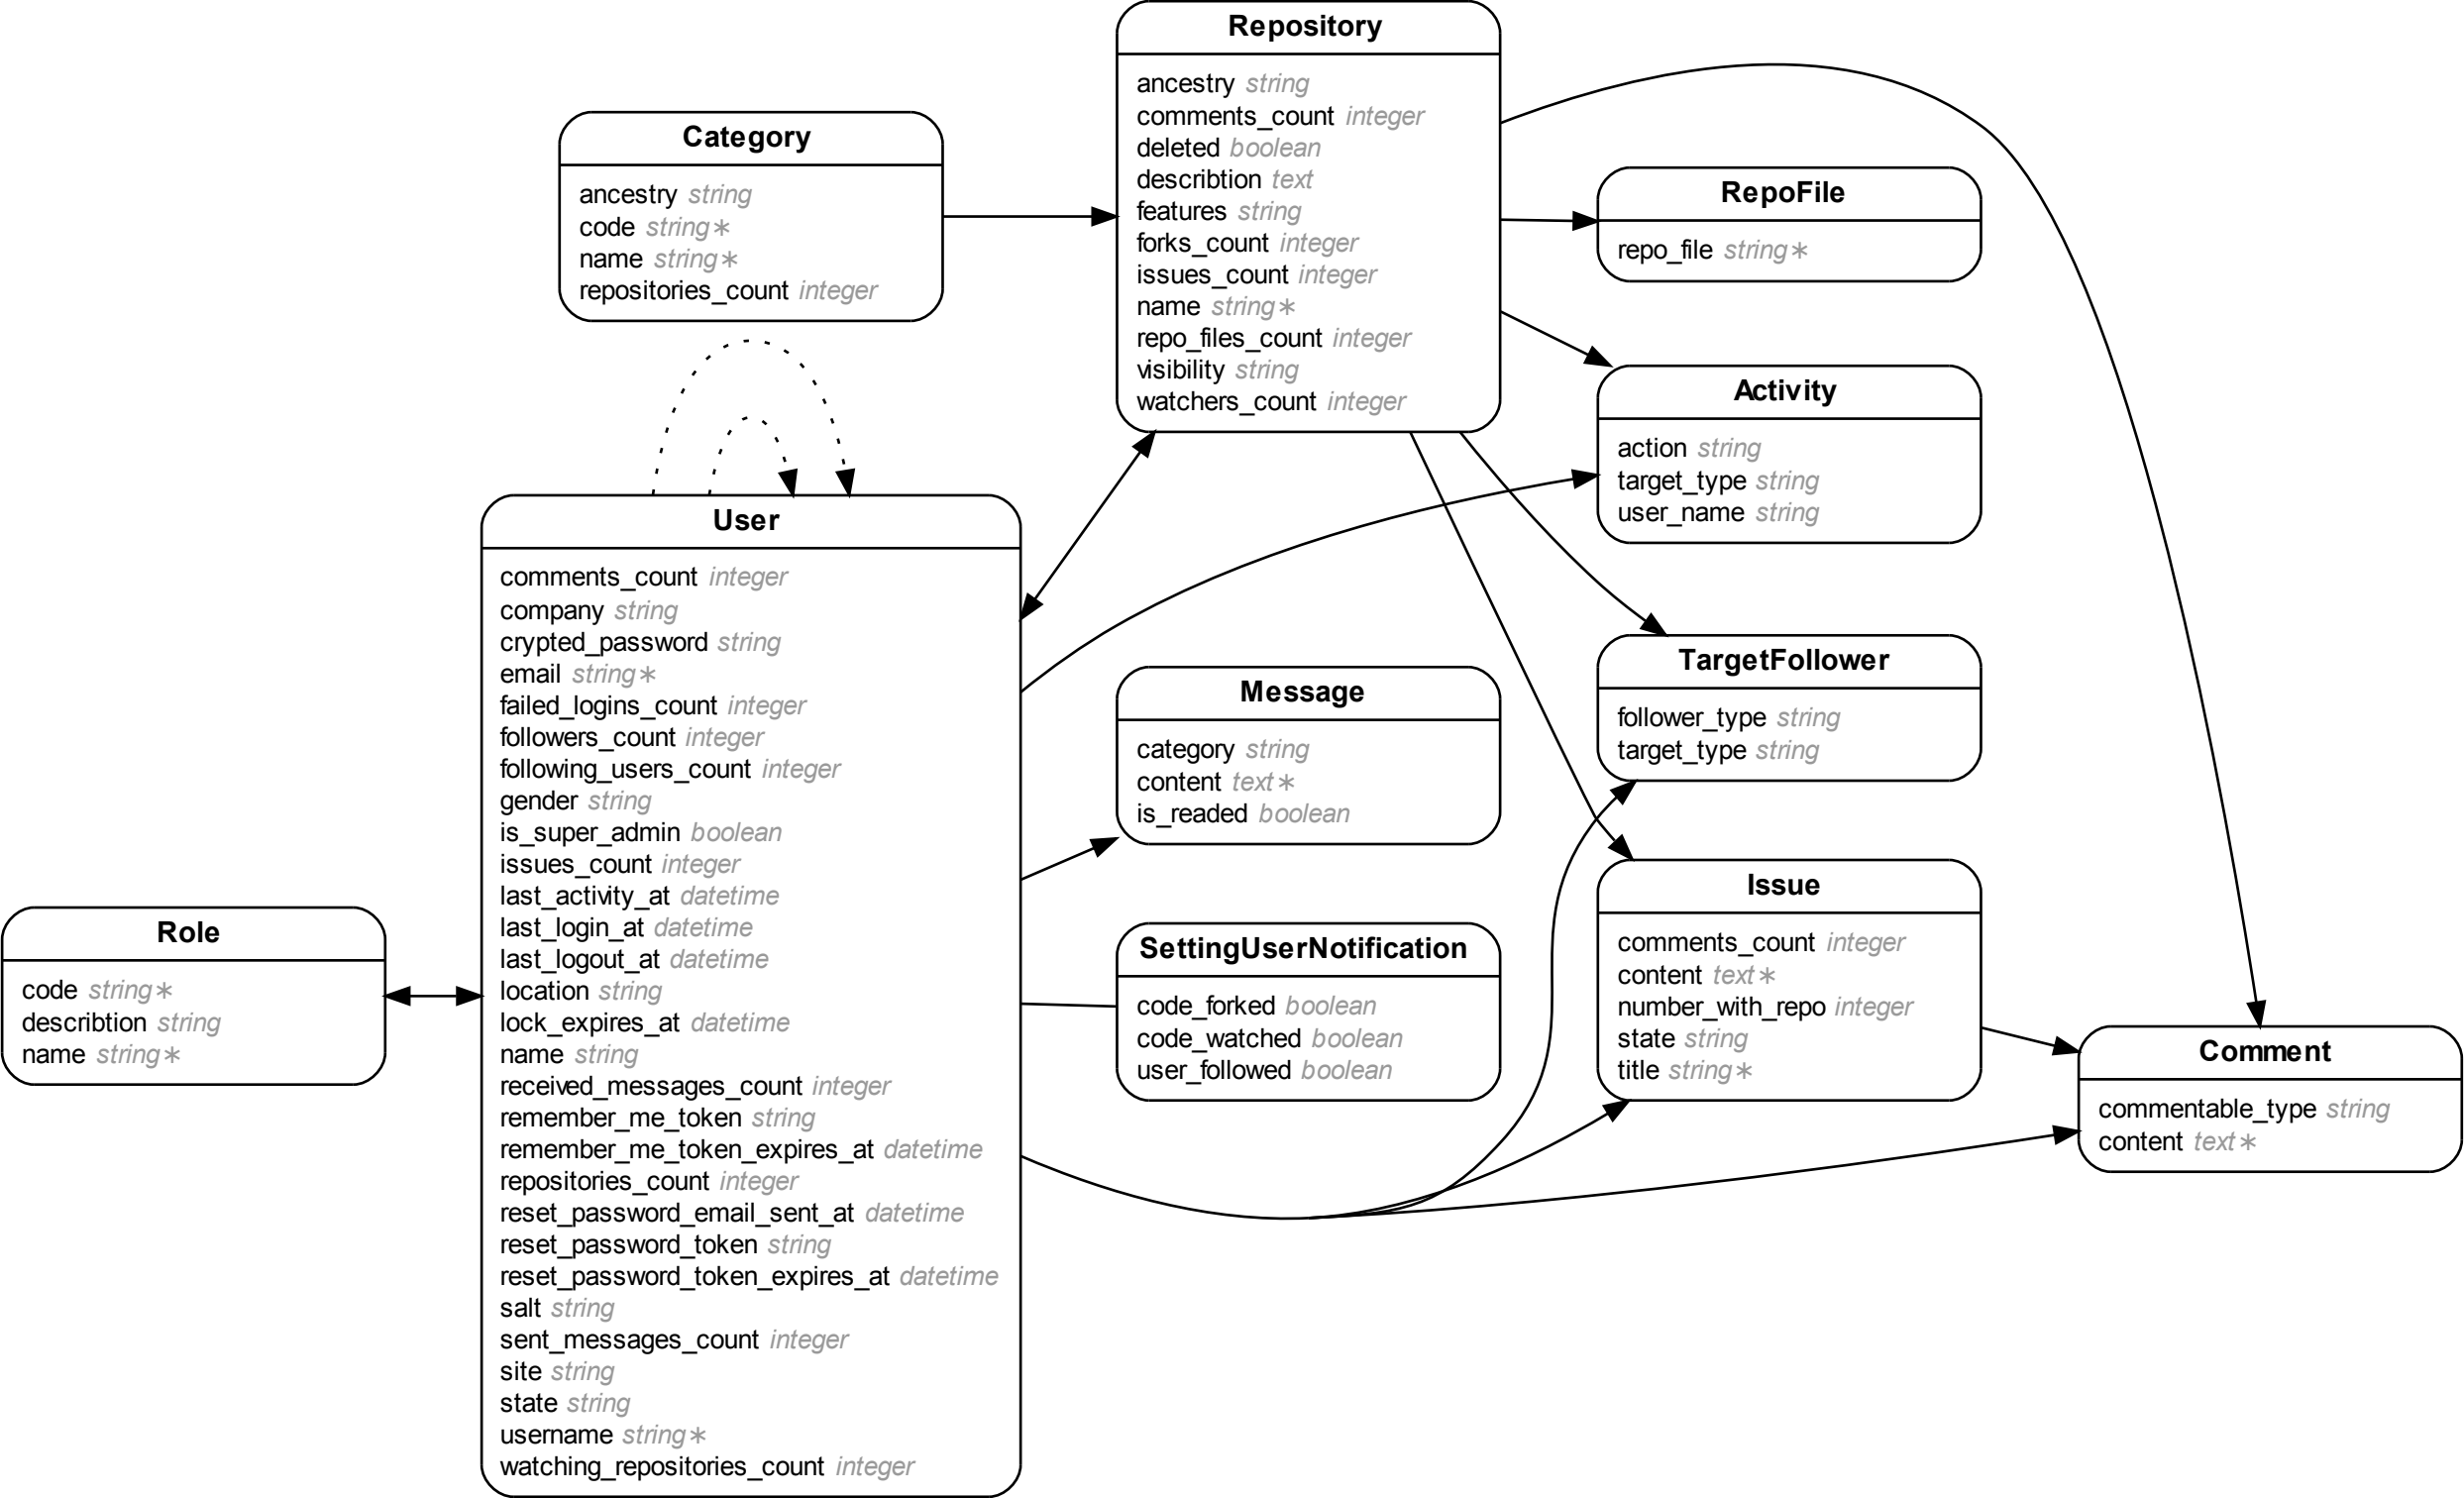 Repository
ancestry string
comments_count integer
deleted boolean
describtion text
features string
forks_count integer
issues_count integer
name string∗
repo_files_count integer
visibility string
watchers_count integer
Category
ancestry string
code string∗
name string∗
repositories_count integer
RepoFile
repo_file string∗
Activity
action string
target_type string
user_name string
User
comments_count integer
company string
crypted_password string
email string∗
failed_logins_count integer
followers_count integer
following_users_count integer
gender string
is_super_admin boolean
issues_count integer
last_activity_at datetime
last_login_at datetime
last_logout_at datetime
location string
lock_expires_at datetime
name string
received_messages_count integer
remember_me_token string
remember_me_token_expires_at datetime
repositories_count integer
reset_password_email_sent_at datetime
reset_password_token string
reset_password_token_expires_at datetime
salt string
sent_messages_count integer
site string
state string
username string∗
watching_repositories_count integer
TargetFollower
follower_type string
target_type string
Message
category string
content text∗
is_readed boolean
Issue
comments_count integer
content text∗
number_with_repo integer
state string
title string∗
Role
code string∗
describtion string
name string∗
SettingUserNotification
code_forked boolean
code_watched boolean
user_followed boolean
Comment
commentable_type string
content text∗